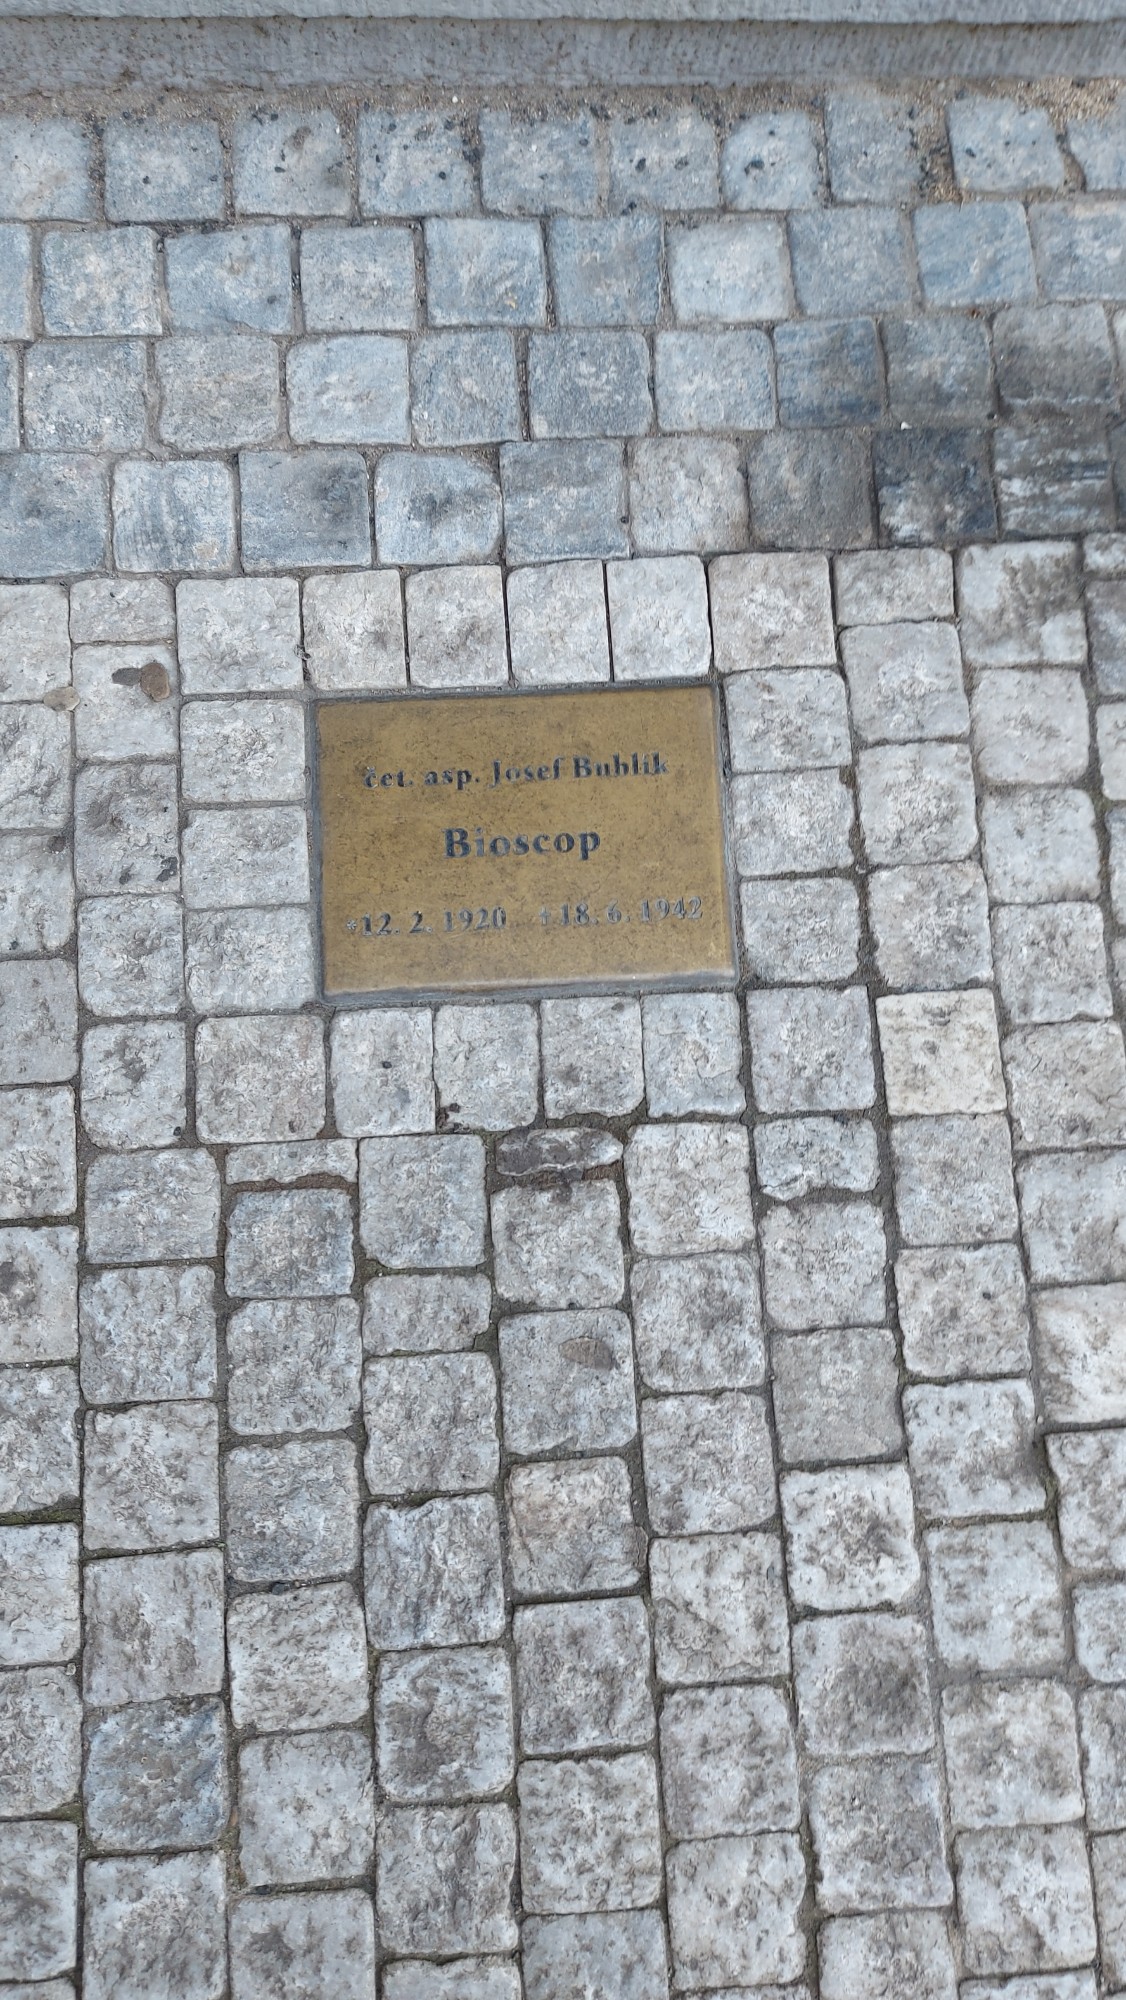 čet. asp. Josef Bublík
Bioscop
*12. 2. 1920 †18. 6. 1942